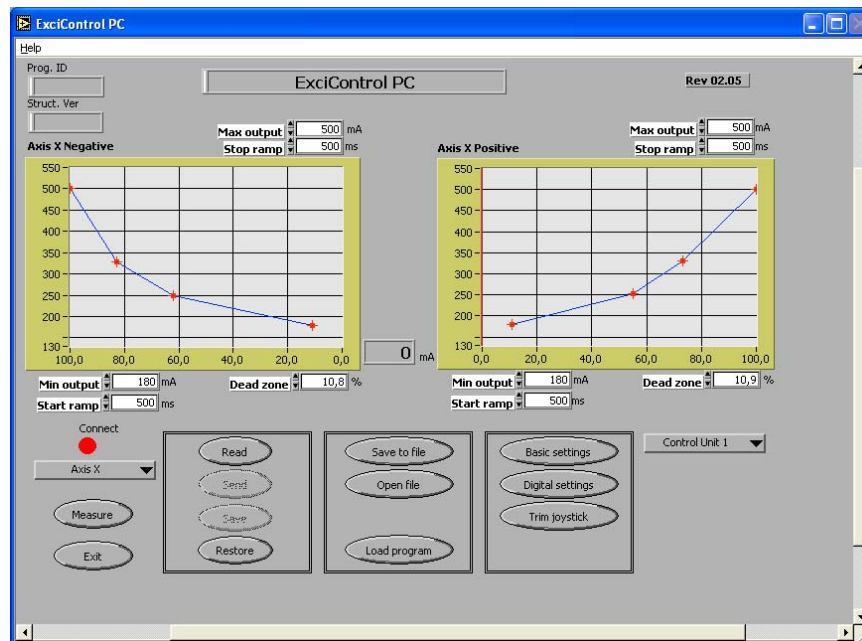 ExciControl PC
Help
Prog. ID
ExciControl PC
Rev 02.05
Struct. Ver
Max output 500 mA
Stop ramp 500 ms
Max output 500 mA
Stop ramp 500 ms
Axis X Negative
Axis X Positive
550
500
450
400
350
300
250
200
130
100,0 80,0 60,0 40,0 20,0 0,0
0 mA
550
500
450
400
350
300
250
200
130
0,0 20,0 40,0 60,0 80,0 100,0
Min output 180 mA Dead zone 10,8 %
Start ramp 500 ms
Min output 180 mA Dead zone 10,9 %
Start ramp 500 ms
Connect
Axis X
Measure
Exit
Read
Send
Save
Restore
Save to file
Open file
Load program
Basic settings
Digital settings
Trim joystick
Control Unit 1